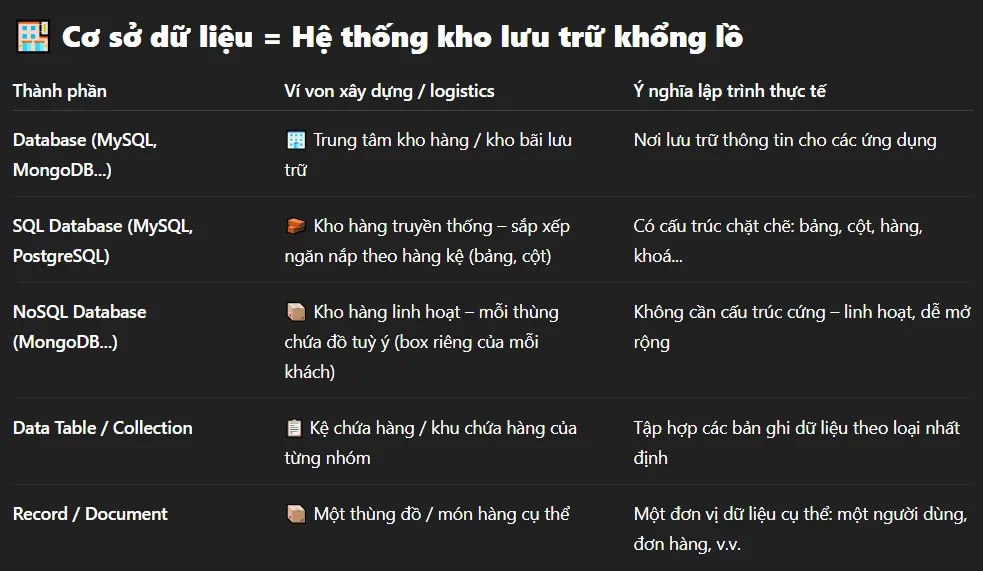 🏢 Cơ sở dữ liệu = Hệ thống kho lưu trữ khổng lồ
Thành phần
Ví von xây dựng / logistics
Ý nghĩa lập trình thực tế
Database (MySQL,
MongoDB...)
🏢 Trung tâm kho hàng / kho bãi lưu
trữ
Nơi lưu trữ thông tin cho các ứng dụng
SQL Database (MySQL,
PostgreSQL)
🧱 Kho hàng truyền thống – sắp xếp
ngăn nắp theo hàng kệ (bảng, cột)
Có cấu trúc chặt chẽ: bảng, cột, hàng,
khoá...
NoSQL Database
(MongoDB...)
📦 Kho hàng linh hoạt – mỗi thùng
chứa đồ tuỳ ý (box riêng của mỗi
khách)
Không cần cấu trúc cứng – linh hoạt, dễ mở
rộng
Data Table / Collection
📋 Kệ chứa hàng / khu chứa hàng của
từng nhóm
Tập hợp các bản ghi dữ liệu theo loại nhất
định
Record / Document
📦 Một thùng đồ / món hàng cụ thể
Một đơn vị dữ liệu cụ thể: một người dùng,
đơn hàng, v.v.